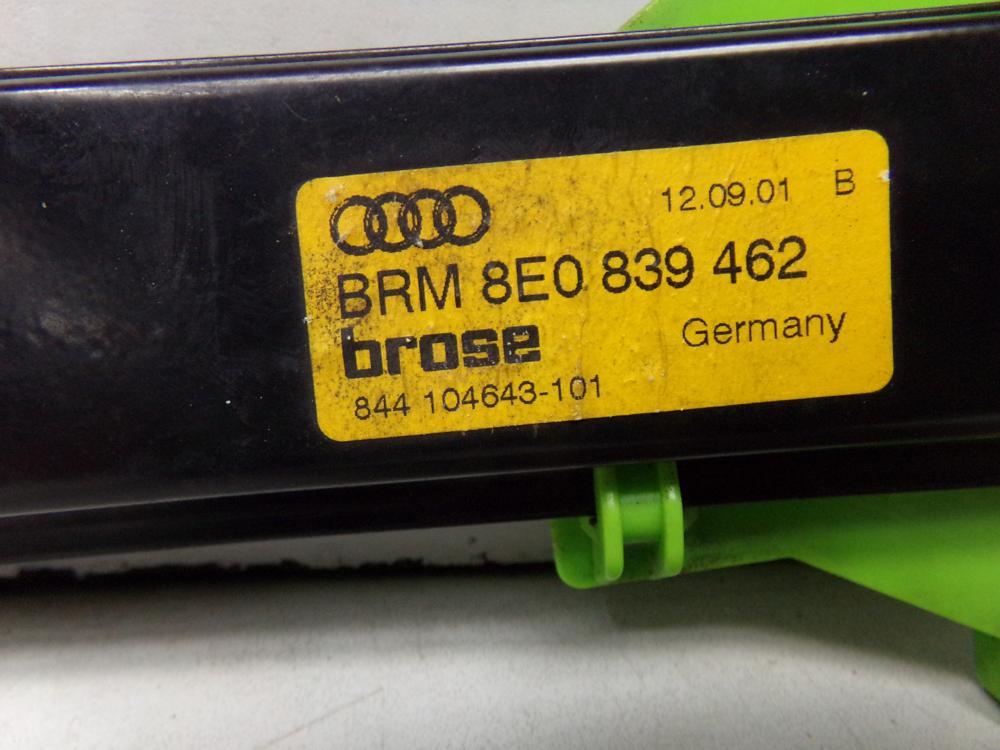 12.09.01 B
BRM 8E0 839 462
brose Germany
844 104643-101